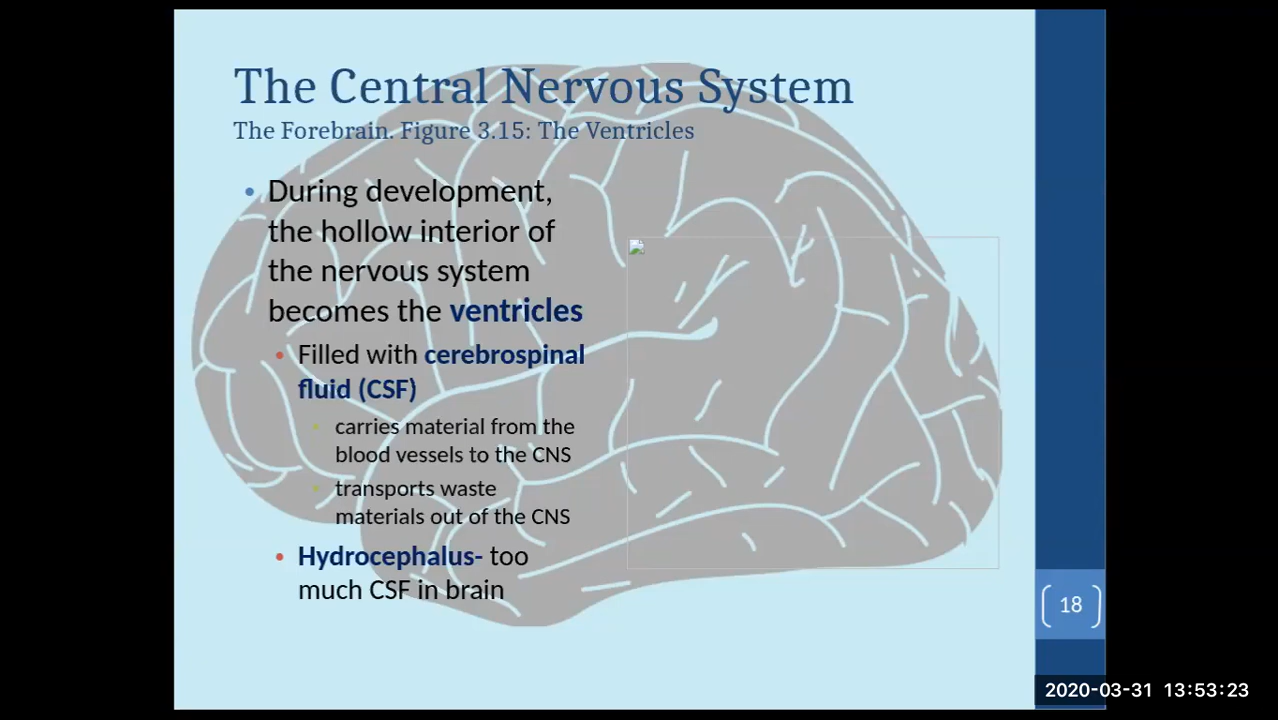 The Central Nervous System
The Forebrain. Figure 3.15: The Ventricles
• During development,
the hollow interior of
the nervous system
becomes the ventricles
• Filled with cerebrospinal
fluid (CSF)
• carries material from the
blood vessels to the CNS
• transports waste
materials out of the CNS
• Hydrocephalus- too
much CSF in brain
18
2020-03-31 13:53:23